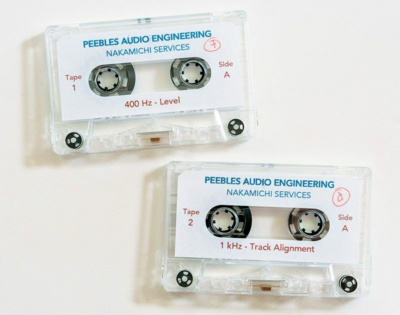 PEEBLES AUDIO ENGINEERING
NAKAMICHI SERVICES
Tape
1
Side
A
400 Hz - Level
PEEBLES AUDIO ENGINEERING
NAKAMICHI SERVICES
Tape
2
Side
A
1 kHz - Track Alignment